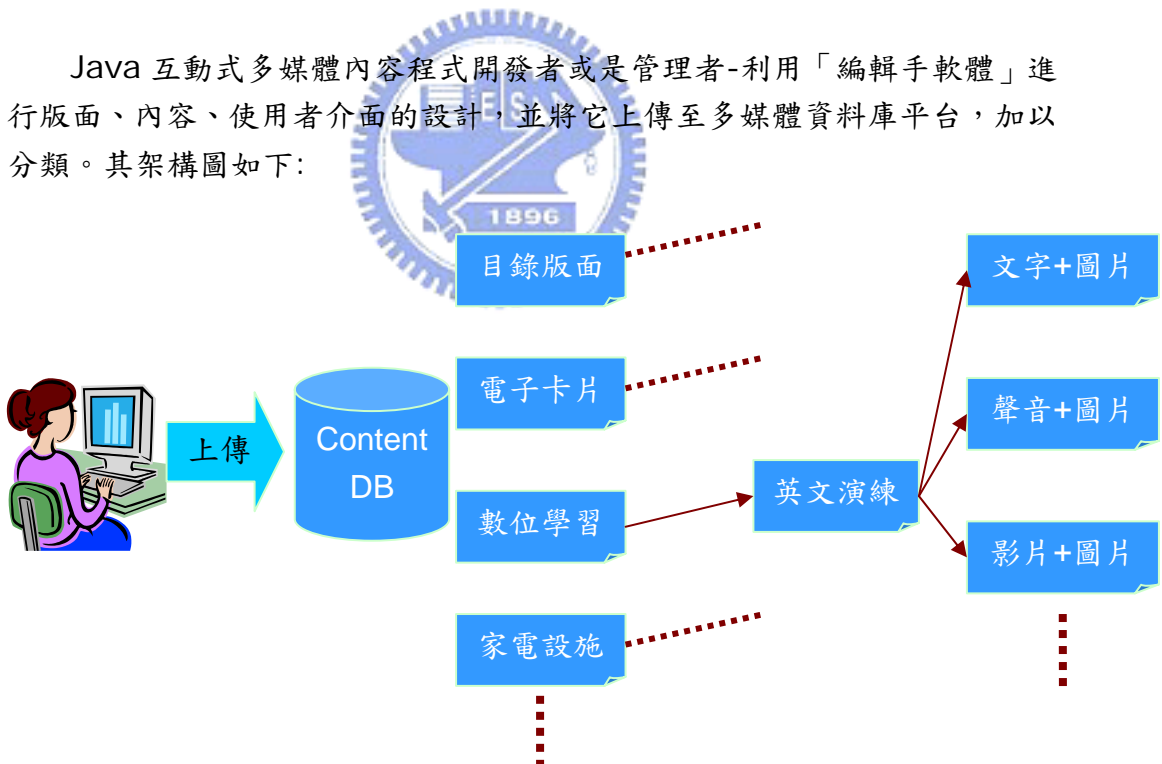 Java 互動式多媒體內容程式開發者或是管理者-利用「編輯手軟體」進
行版面、內容、使用者介面的設計，並將它上傳至多媒體資料庫平台，加以
分類。其架構圖如下:
1896
目錄版面
文字+圖片
電子卡片
聲音+圖片
上傳
Content
DB
英文演練
數位學習
影片+圖片
家電設施